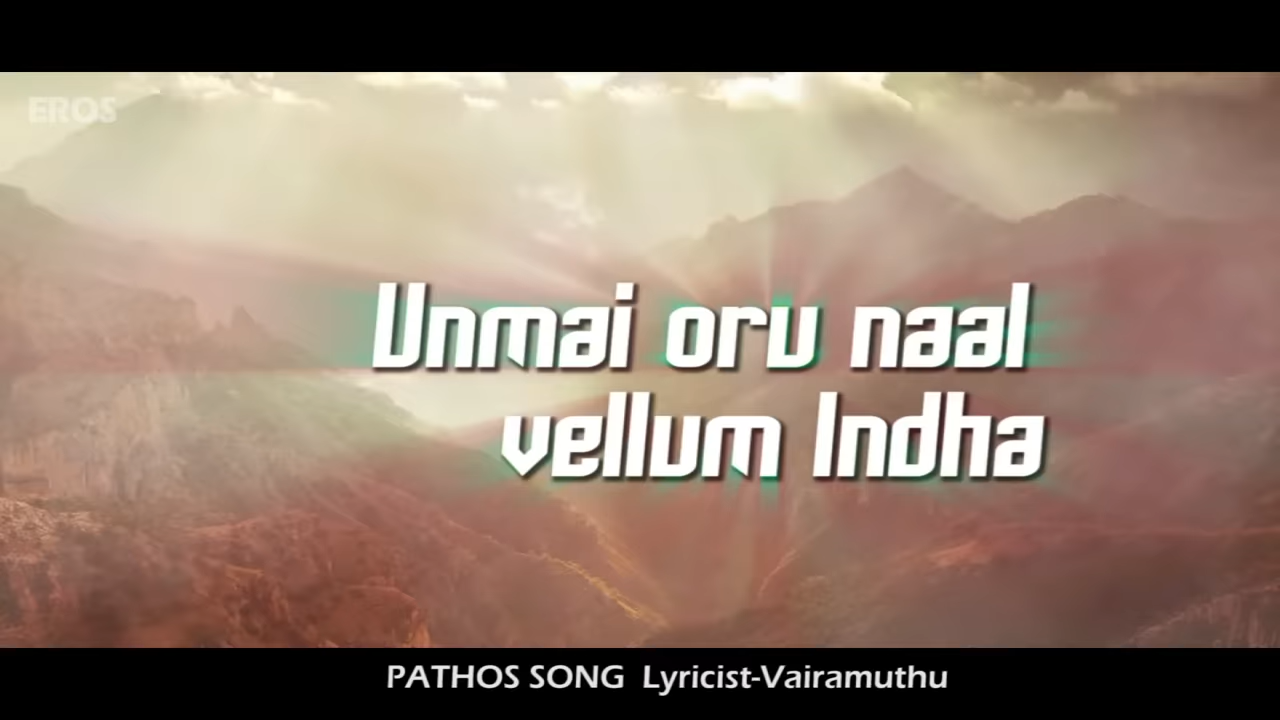 EROS
Unmai oru naal
vellum Indha
PATHOS SONG Lyricist-Vairamuthu